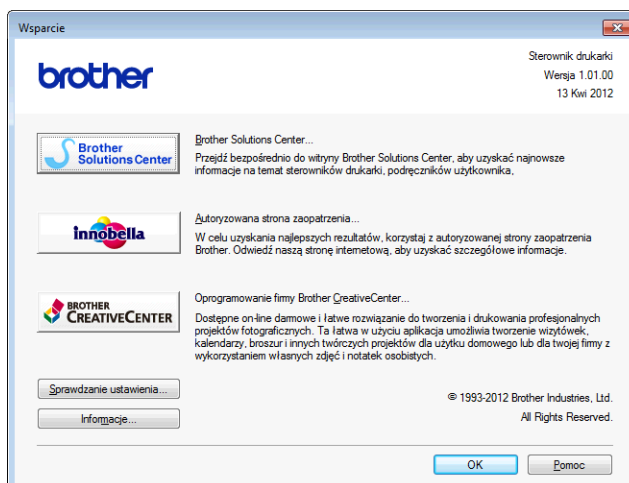 Wsparcie
brother
Sterownik drukarki
Wersja 1.01.00
13 Kwi 2012
Brother
Solutions Center
Brother Solutions Center...
Przejdź bezpośrednio do witryny Brother Solutions Center, aby uzyskać najnowsze
informacje na temat sterowników drukarki, podręczników użytkownika,
innobella
Autoryzowana strona zaopatrzenia...
W celu uzyskania najlepszych rezultatów, korzystaj z autoryzowanej strony zaopatrzenia
Brother. Odwiedź naszą stronę internetową, aby uzyskać szczegółowe informacje.
BROTHER
CREATIVECENTER
Oprogramowanie firmy Brother CreativeCenter...
Dostępne on-line darmowe i łatwe rozwiązanie do tworzenia i drukowania profesjonalnych
projektów fotograficznych. Ta łatwa w użyciu aplikacja umożliwia tworzenie wizytówek,
kalendarzy, broszur i innych twórczych projektów dla użytku domowego lub dla twojej firmy z
wykorzystaniem własnych zdjęć i notatek osobistych.
Sprawdzanie ustawienia...
Informacje...
© 1993-2012 Brother Industries, Ltd.
All Rights Reserved.
OK
Pomoc